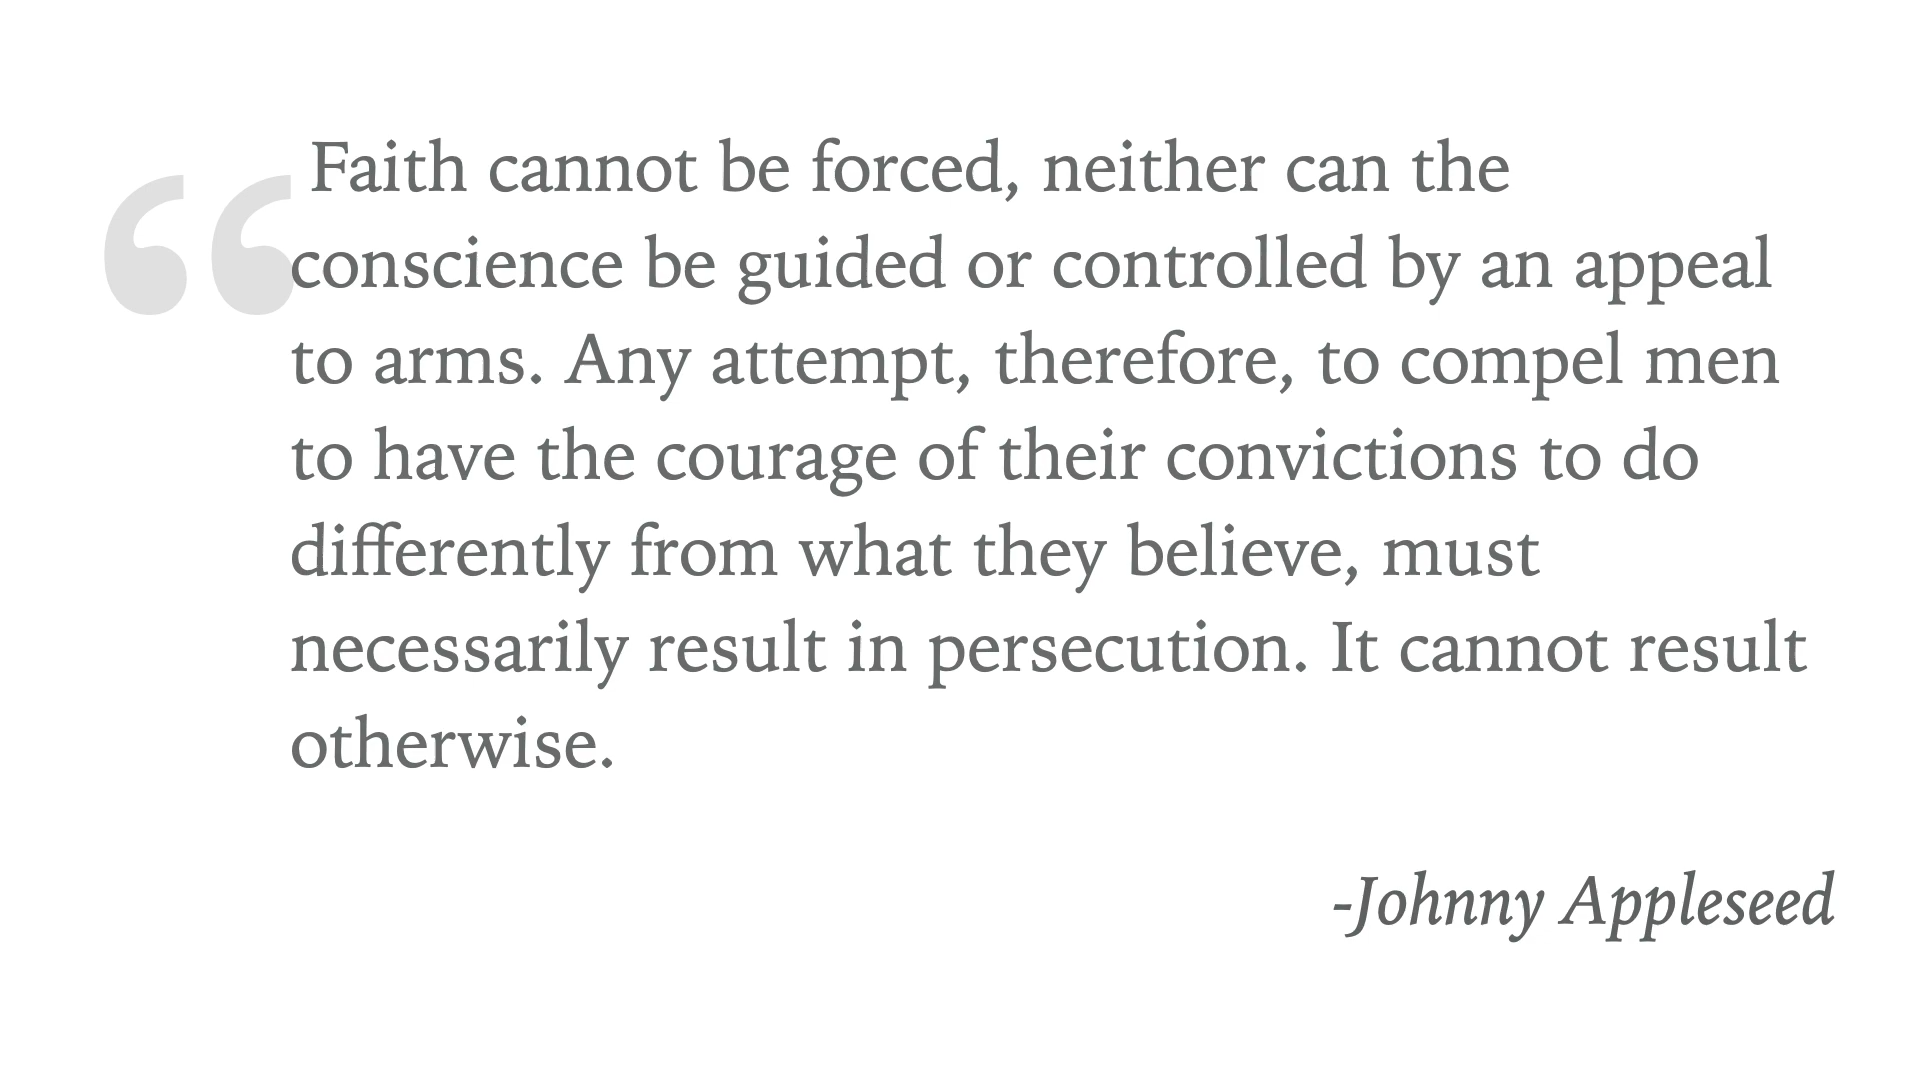 “
Faith cannot be forced, neither can the
conscience be guided or controlled by an appeal
to arms. Any attempt, therefore, to compel men
to have the courage of their convictions to do
differently from what they believe, must
necessarily result in persecution. It cannot result
otherwise.
-Johnny Appleseed